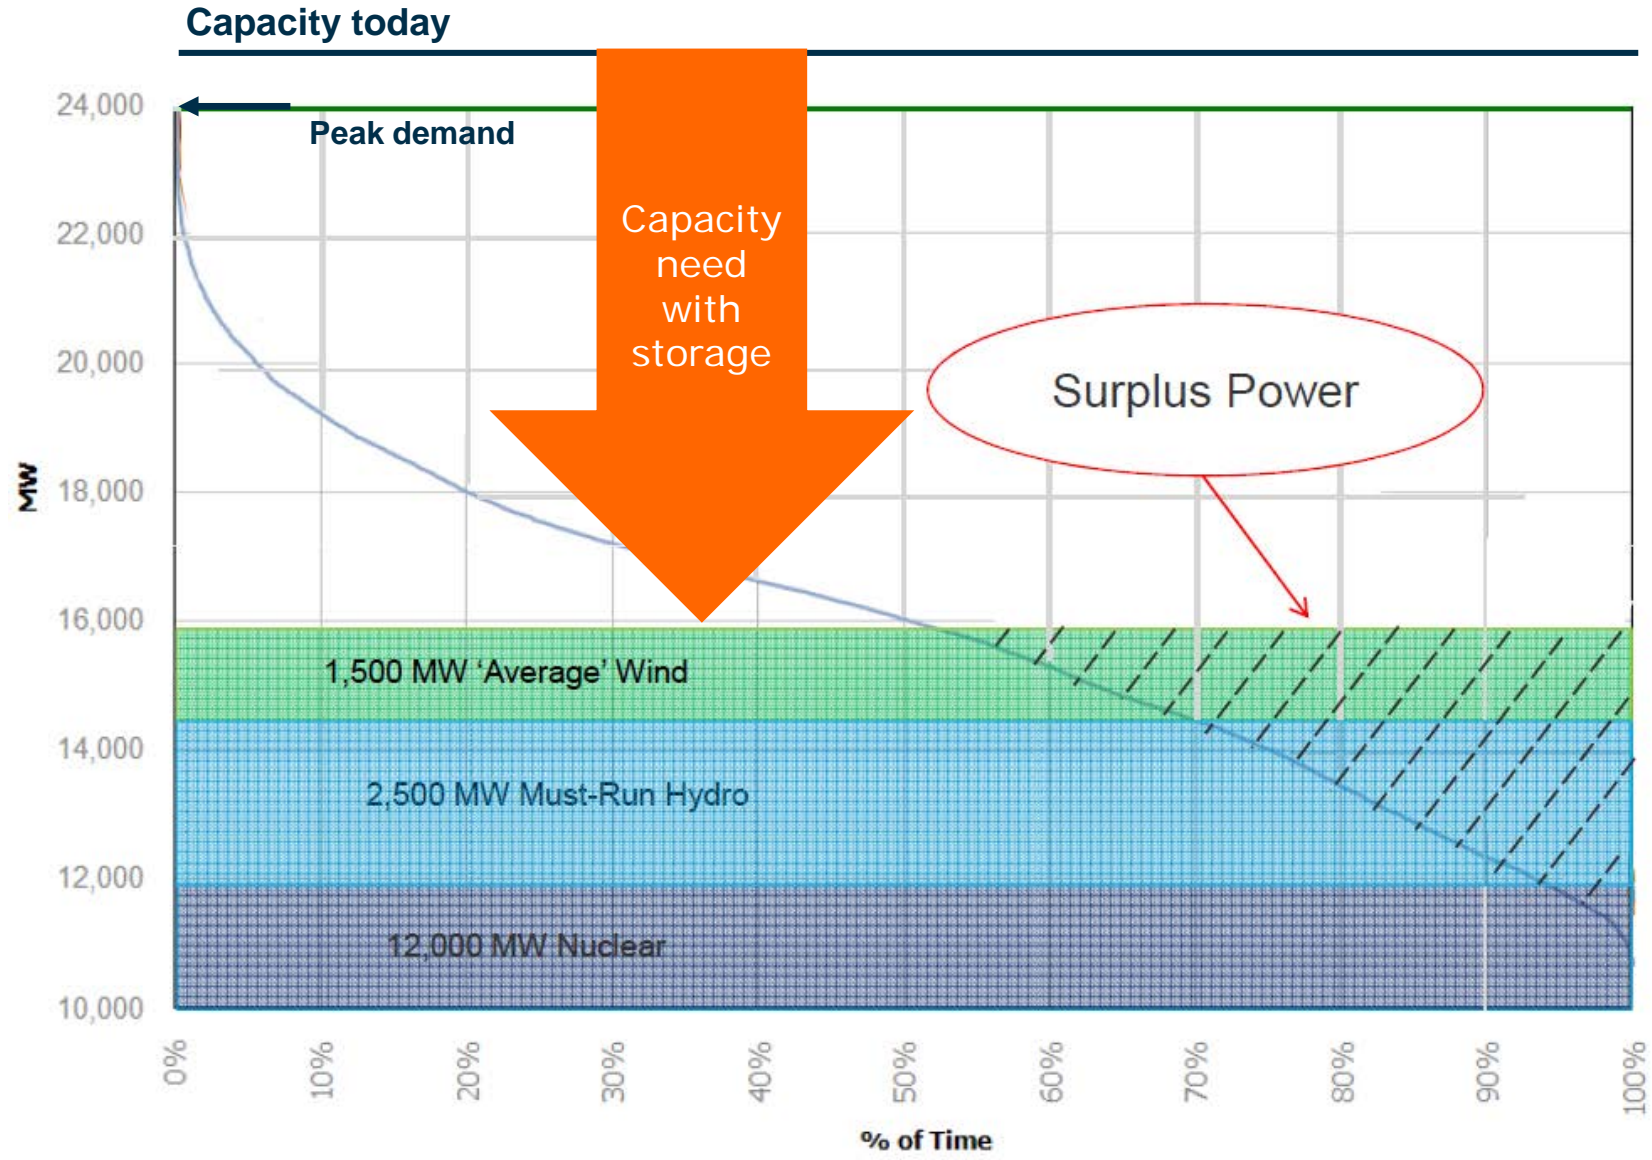 Capacity today
24,000
Peak demand
22,000
20,000
18,000
16,000
14,000
12,000
10,000
MW
Capacity
need
with
storage
Surplus Power
1,500 MW ‘Average’ Wind
2,500 MW Must-Run Hydro
12,000 MW Nuclear
0%
10%
20%
30%
40%
50%
60%
70%
80%
90%
100%
% of Time